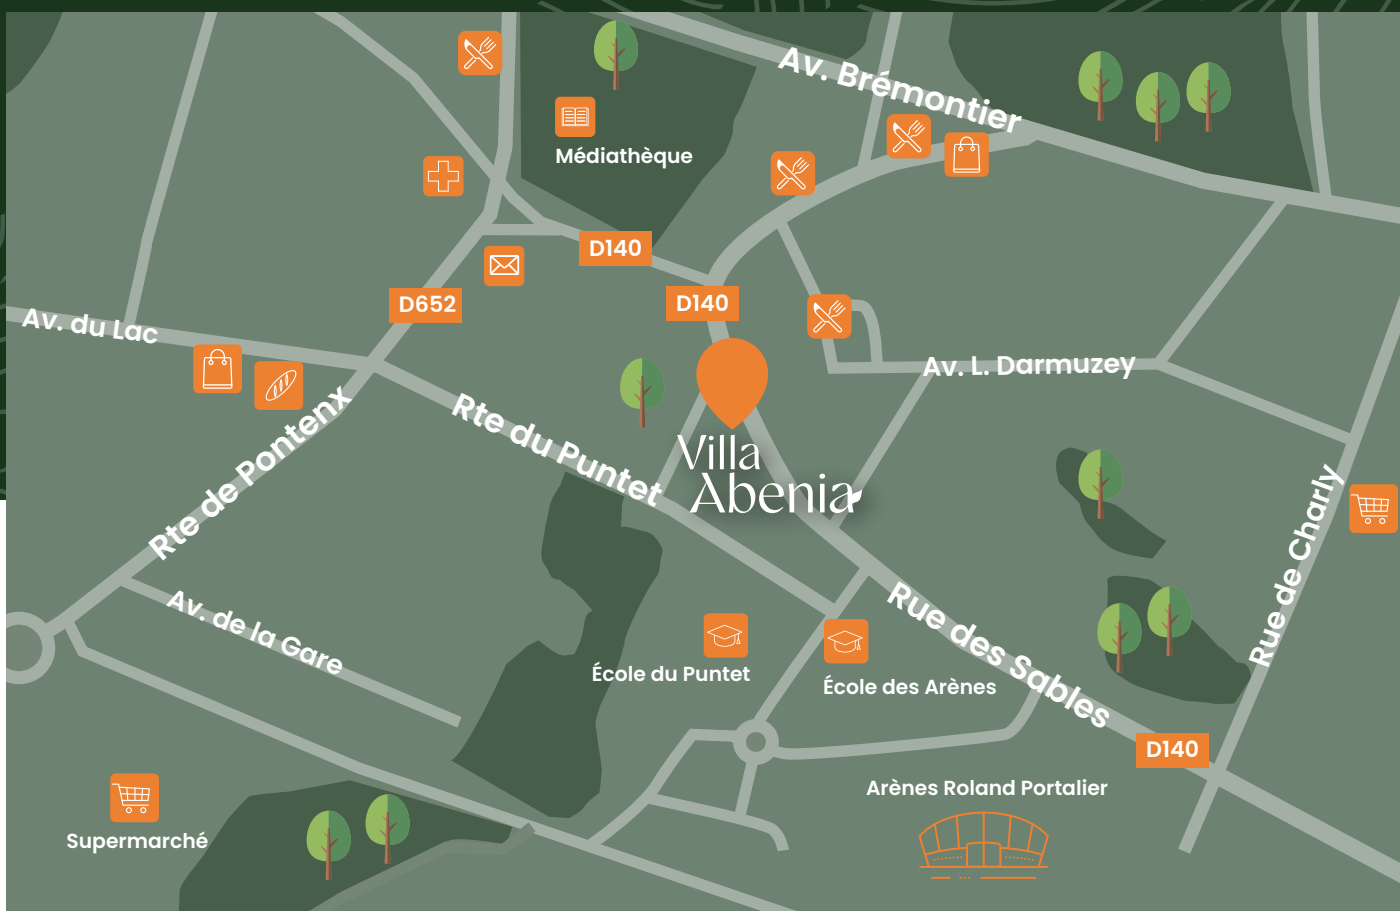 Av. Brémontier
Médiathèque
D140
D652
D140
Av. du Lac
Av. L. Darmuzey
Rte de Pontenx
Rte du Puntet
Villa
Abenia
Rue de Charly
Av. de la Gare
Rue des Sables
École du Puntet
École des Arènes
D140
Arènes Roland Portalier
Supermarché